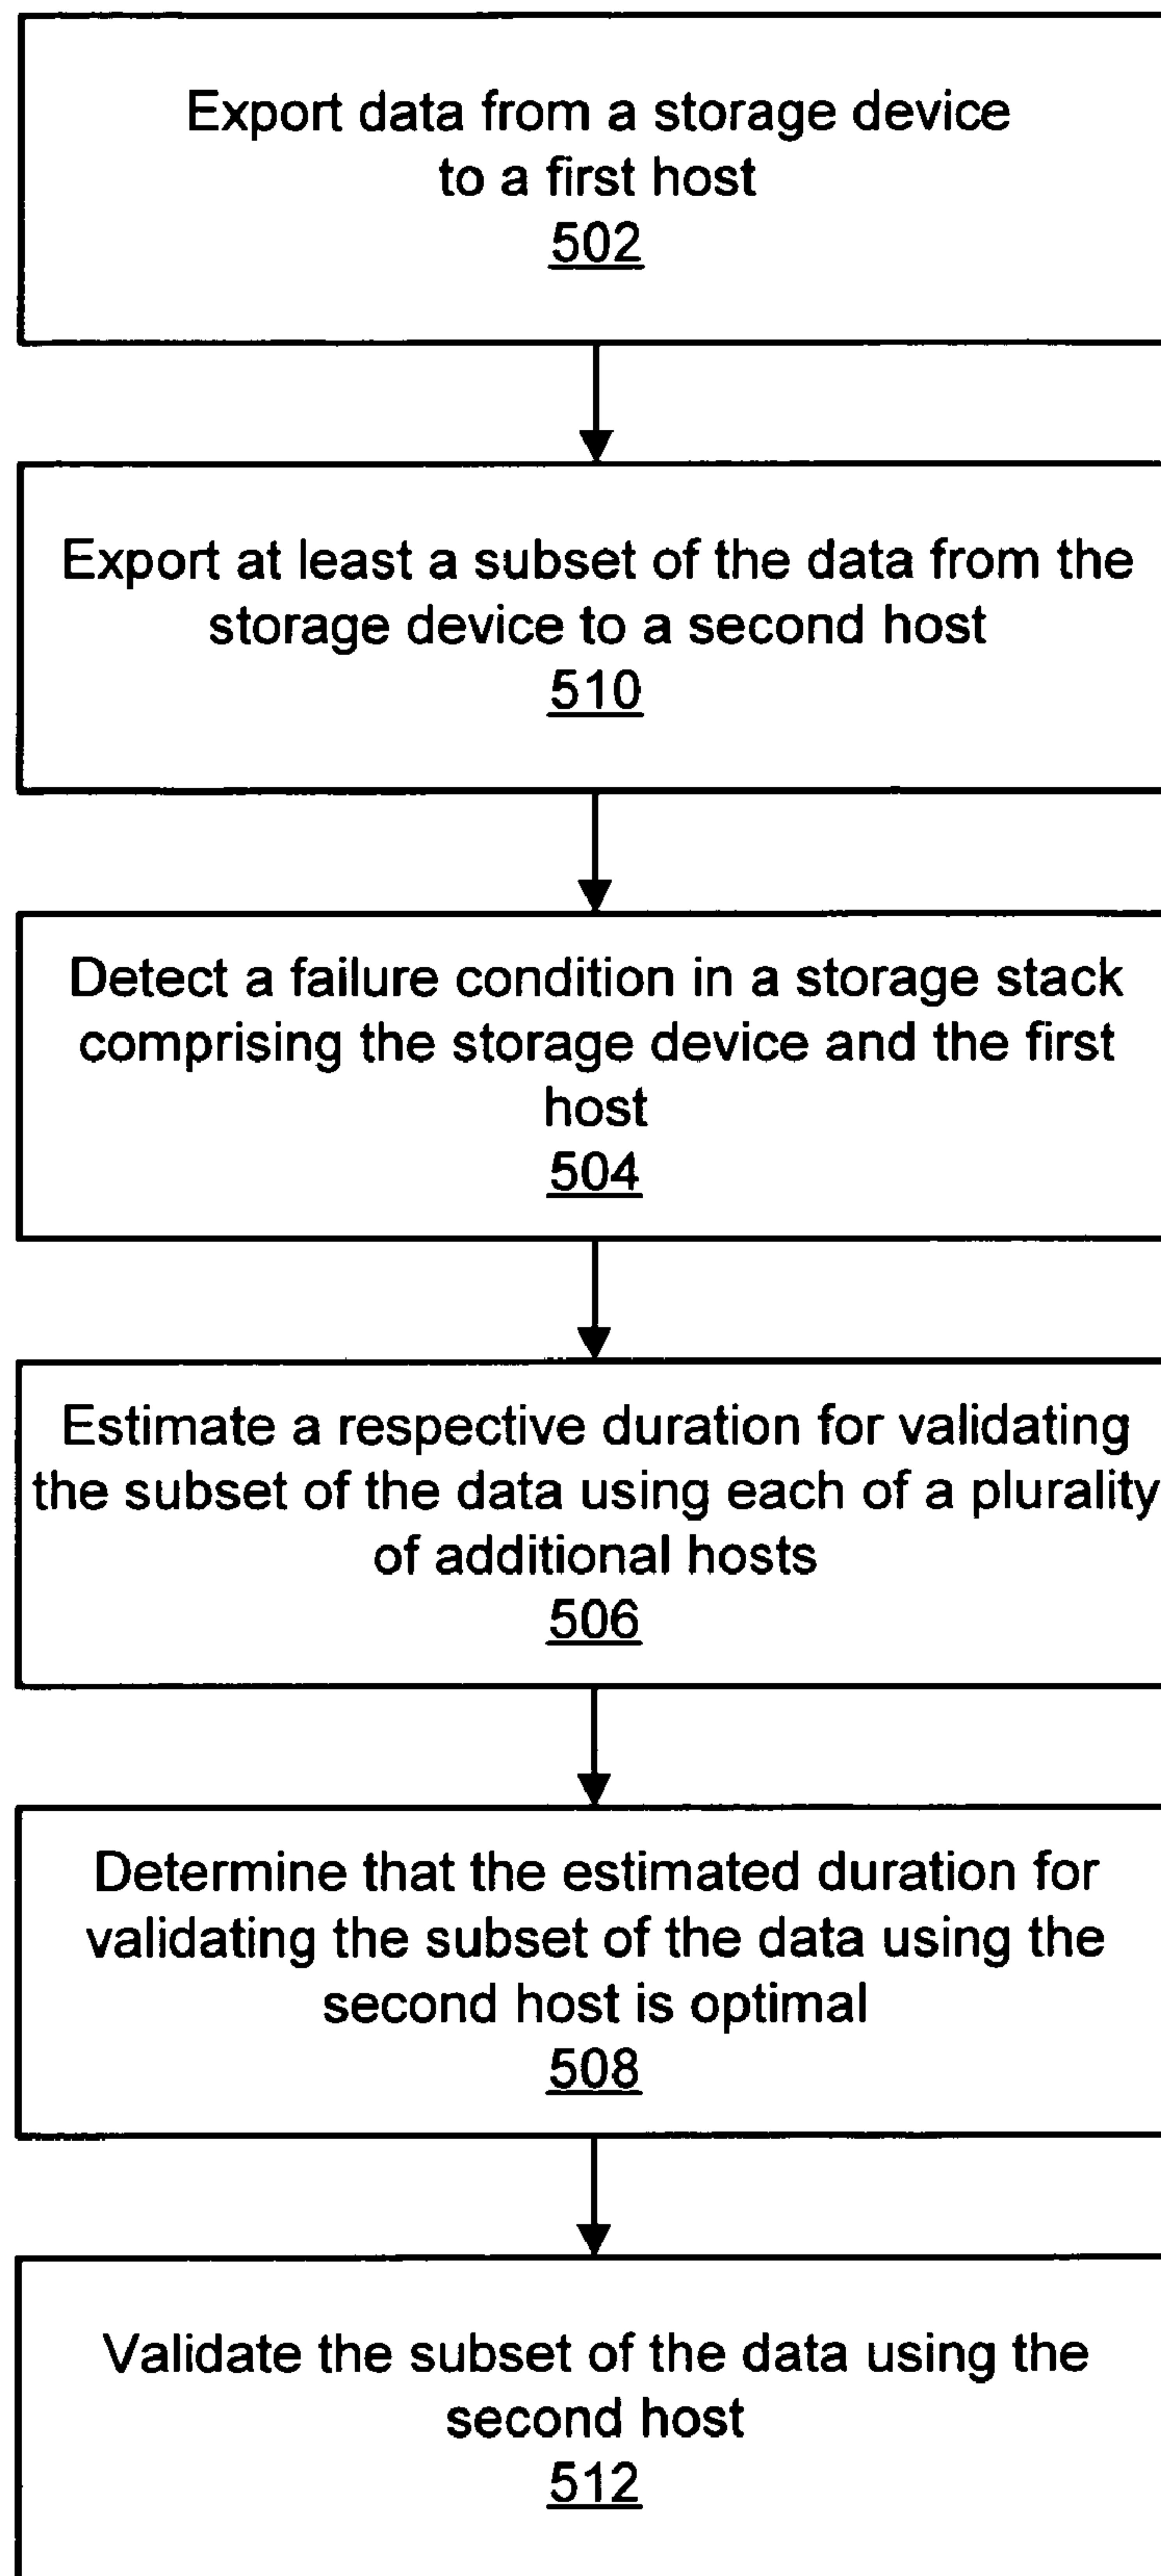 Export data from a storage device
to a first host
502
Export at least a subset of the data from the
storage device to a second host
510
Detect a failure condition in a storage stack
comprising the storage device and the first
host
504
Estimate a respective duration for validating
the subset of the data using each of a plurality
of additional hosts
506
Determine that the estimated duration for
validating the subset of the data using the
second host is optimal
508
Validate the subset of the data using the
second host
512